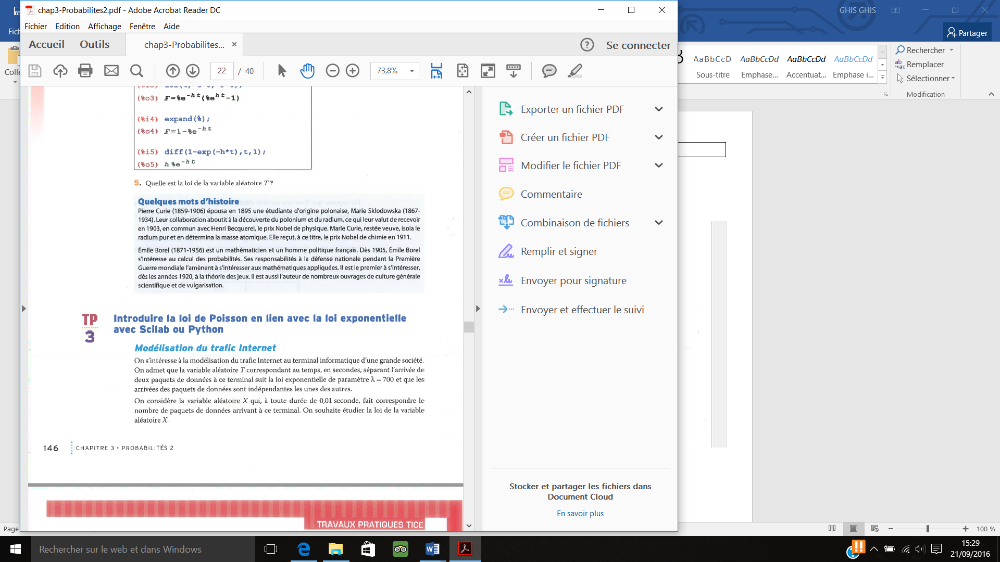 chap3-Probabilites2.pdf - Adobe Acrobat Reader DC
Fichier Edition Affichage Fenêtre Aide
Accueil Outils chap3-Probabilites... × Se connecter
22 / 40 73,8%
(%o3) F=%e^-h t(%e^h t-1)
(%i4) expand(%);
(%o4) F=1-%e^-h t
(%i5) diff(1-exp(-h*t),t,1);
(%o5) h %e^-h t
5. Quelle est la loi de la variable aléatoire T ?
Quelques mots d'histoire
Pierre Curie (1859-1906) épousa en 1895 une étudiante d'origine polonaise, Marie Sklodowska (1867-
1934). Leur collaboration aboutit à la découverte du polonium et du radium, ce qui leur valut de recevoir
en 1903, en commun avec Henri Becquerel, le prix Nobel de physique. Marie Curie, restée veuve, isola le
radium pur et en détermina la masse atomique. Elle reçut, à ce titre, le prix Nobel de chimie en 1911.
Émile Borel (1871-1956) est un mathématicien et un homme politique français. Dès 1905, Émile Borel
s'intéresse au calcul des probabilités. Ses responsabilités à la défense nationale pendant la Première
Guerre mondiale l'amènent à s'intéresser aux mathématiques appliquées. Il est le premier à s'intéresser,
dès les années 1920, à la théorie des jeux. Il est aussi l'auteur de nombreux ouvrages de culture générale
scientifique et de vulgarisation.
TP
3
Introduire la loi de Poisson en lien avec la loi exponentielle
avec Scilab ou Python
Modélisation du trafic Internet
On s'intéresse à la modélisation du trafic Internet au terminal informatique d'une grande société.
On admet que la variable aléatoire T correspondant au temps, en secondes, séparant l'arrivée de
deux paquets de données à ce terminal suit la loi exponentielle de paramètre λ = 700 et que les
arrivées des paquets de données sont indépendantes les unes des autres.
On considère la variable aléatoire X qui, à toute durée de 0,01 seconde, fait correspondre le
nombre de paquets de données arrivant à ce terminal. On souhaite étudier la loi de la variable
aléatoire X.
146 CHAPITRE 3 • PROBABILITÉS 2
TRAVAUX PRATIQUES TICE
Exporter un fichier PDF
Créer un fichier PDF
Modifier le fichier PDF
Commentaire
Combinaison de fichiers
Remplir et signer
Envoyer pour signature
Envoyer et effectuer le suivi
Stocker et partager les fichiers dans
Document Cloud
En savoir plus
GHIS GHIS
Partager
Fich
Colle
AaBbCcD AaBbCcDd AaBbCcDd AaBbCcDd
Sous-titre Emphase... Accentuat... Emphase i...
Rechercher
Remplacer
Sélectionner
Modification
Page
100 %
Rechercher sur le web et dans Windows
15:29
21/09/2016